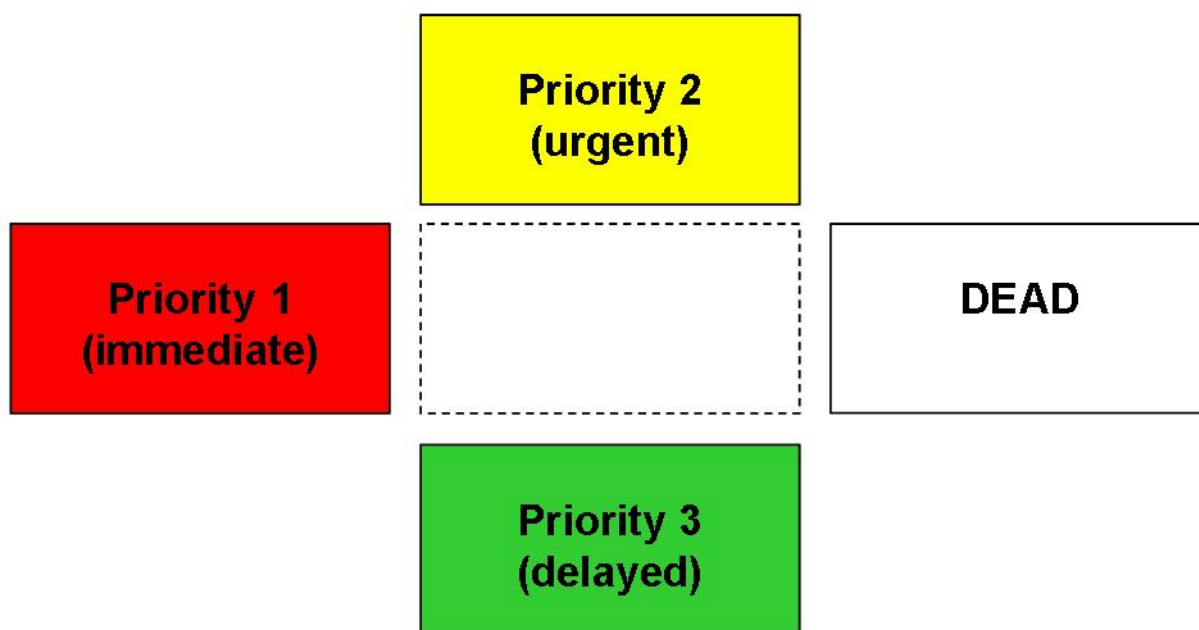 Priority 2
(urgent)
Priority 1
(immediate)
DEAD
Priority 3
(delayed)